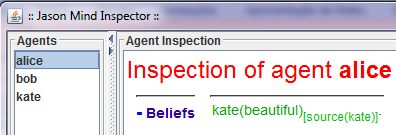 :: Jason Mind Inspector ::
Agents
alice
bob
kate
Agent Inspection
Inspection of agent alice
- Beliefs
kate(beautiful)[source(kate)].